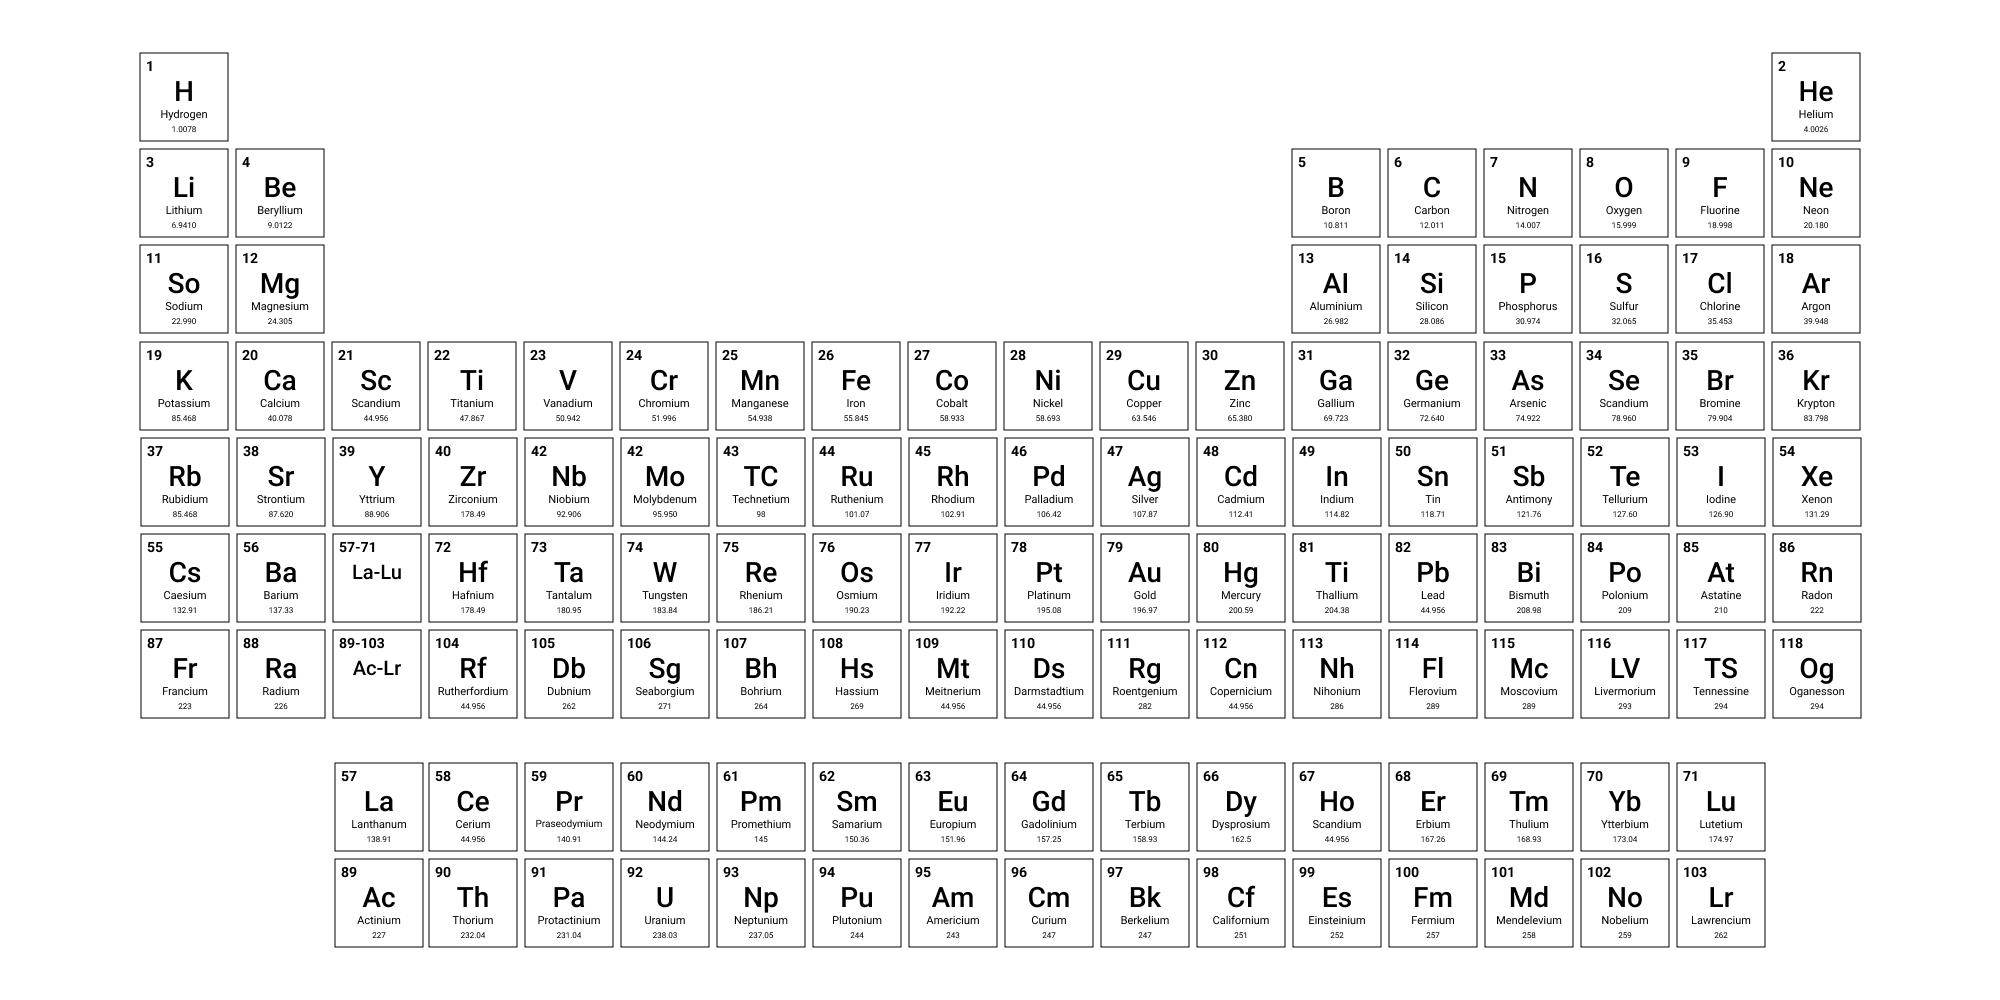 1 2
H He
Hydrogen Helium
1.0078 4.0026
3 4 5 6 7 8 9 10
Li Be B C N O F Ne
Lithium Beryllium Boron Carbon Nitrogen Oxygen Fluorine Neon
6.9410 9.0122 10.811 12.011 14.007 15.999 18.998 20.180
11 12 13 14 15 16 17 18
So Mg Al Si P S Cl Ar
Sodium Magnesium Aluminium Silicon Phosphorus Sulfur Chlorine Argon
22.990 24.305 26.982 28.086 30.974 32.065 35.453 39.948
19 20 21 22 23 24 25 26 27 28 29 30 31 32 33 34 35 36
K Ca Sc Ti V Cr Mn Fe Co Ni Cu Zn Ga Ge As Se Br Kr
Potassium Calcium Scandium Titanium Vanadium Chromium Manganese Iron Cobalt Nickel Copper Zinc Gallium Germanium Arsenic Scandium Bromine Krypton
85.468 40.078 44.956 47.867 50.942 51.996 54.938 55.845 58.933 58.693 63.546 65.380 69.723 72.640 74.922 78.960 79.904 83.798
37 38 39 40 42 42 43 44 45 46 47 48 49 50 51 52 53 54
Rb Sr Y Zr Nb Mo TC Ru Rh Pd Ag Cd In Sn Sb Te I Xe
Rubidium Strontium Yttrium Zirconium Niobium Molybdenum Technetium Ruthenium Rhodium Palladium Silver Cadmium Indium Tin Antimony Tellurium Iodine Xenon
85.468 87.620 88.906 178.49 92.906 95.950 98 101.07 102.91 106.42 107.87 112.41 114.82 118.71 121.76 127.60 126.90 131.29
55 56 57-71 72 73 74 75 76 77 78 79 80 81 82 83 84 85 86
Cs Ba La-Lu Hf Ta W Re Os Ir Pt Au Hg Ti Pb Bi Po At Rn
Caesium Barium Hafnium Tantalum Tungsten Rhenium Osmium Iridium Platinum Gold Mercury Thallium Lead Bismuth Polonium Astatine Radon
132.91 137.33 178.49 180.95 183.84 186.21 190.23 192.22 195.08 196.97 200.59 204.38 44.956 208.98 209 210 222
87 88 89-103 104 105 106 107 108 109 110 111 112 113 114 115 116 117 118
Fr Ra Ac-Lr Rf Db Sg Bh Hs Mt Ds Rg Cn Nh Fl Mc LV TS Og
Francium Radium Rutherfordium Dubnium Seaborgium Bohrium Hassium Meitnerium Darmstadtium Roentgenium Copernicium Nihonium Flerovium Moscovium Livermorium Tennessine Oganesson
223 226 44.956 262 271 264 269 44.956 44.956 282 44.956 286 289 289 293 294 294
57 58 59 60 61 62 63 64 65 66 67 68 69 70 71
La Ce Pr Nd Pm Sm Eu Gd Tb Dy Ho Er Tm Yb Lu
Lanthanum Cerium Praseodymium Neodymium Promethium Samarium Europium Gadolinium Terbium Dysprosium Scandium Erbium Thulium Ytterbium Lutetium
138.91 44.956 140.91 144.24 145 150.36 151.96 157.25 158.93 162.5 44.956 167.26 168.93 173.04 174.97
89 90 91 92 93 94 95 96 97 98 99 100 101 102 103
Ac Th Pa U Np Pu Am Cm Bk Cf Es Fm Md No Lr
Actinium Thorium Protactinium Uranium Neptunium Plutonium Americium Curium Berkelium Californium Einsteinium Fermium Mendelevium Nobelium Lawrencium
227 232.04 231.04 238.03 237.05 244 243 247 247 251 252 257 258 259 262